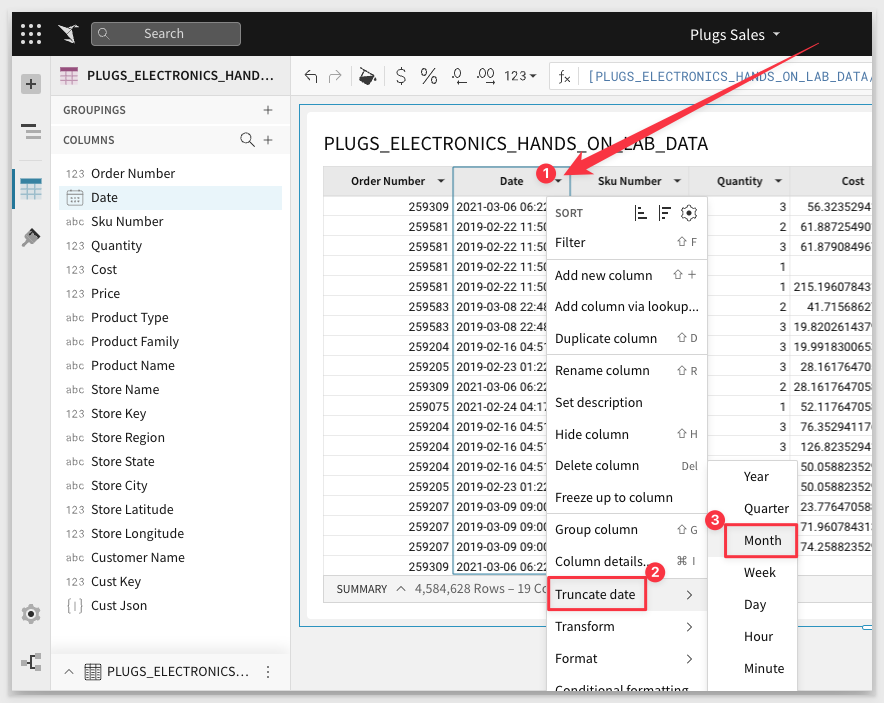 Search
Plugs Sales
PLUGS_ELECTRONICS_HAND...
$ % .0 .00 123
fx [PLUGS_ELECTRONICS_HANDS_ON_LAB_DATA/
GROUPINGS
COLUMNS
123 Order Number
Date
abc Sku Number
123 Quantity
123 Cost
123 Price
abc Product Type
abc Product Family
abc Product Name
abc Store Name
123 Store Key
abc Store Region
abc Store State
abc Store City
123 Store Latitude
123 Store Longitude
abc Customer Name
123 Cust Key
Cust Json
PLUGS_ELECTRONICS...
PLUGS_ELECTRONICS_HANDS_ON_LAB_DATA
1
Order Number Date Sku Number Quantity Cost
259309 2021-03-06 06:22 3 56.3235294
259581 2019-02-22 11:50 2 61.88725490
259581 2019-02-22 11:50 3 61.879084967
259581 2019-02-22 11:50 1
259581 2019-02-22 11:50 1 215.19607843
259583 2019-03-08 22:48 2 41.71568627
259583 2019-03-08 22:48 3 19.820261437
259204 2019-02-16 04:51 3 19.991830065
259205 2019-02-23 01:22 3 28.16176470
259309 2021-03-06 06:22 2 28.161764705
259075 2021-02-24 04:17 1 52.11764705
259204 2019-02-16 04:51 3 76.352941176
259204 2019-02-16 04:51 3 126.82352941
259204 2019-02-16 04:51 50.05882352
259205 2019-02-23 01:22 50.05882352
259207 2019-03-09 09:00 23.77647058
259207 2019-03-09 09:00 71.96078431
259207 2019-03-09 09:00 74.25882352
259309 2021-03-06 06:22
SUMMARY 4,584,628 Rows – 19 Co
SORT
Filter ⇧ F
Add new column ⇧ +
Add column via lookup...
Duplicate column ⇧ D
Rename column ⇧ R
Set description
Hide column ⇧ H
Delete column Del
Freeze up to column
Group column ⇧ G
Column details... ⌘ I
2
Truncate date
Transform
Format
Conditional formatting
Year
Quarter
3
Month
Week
Day
Hour
Minute